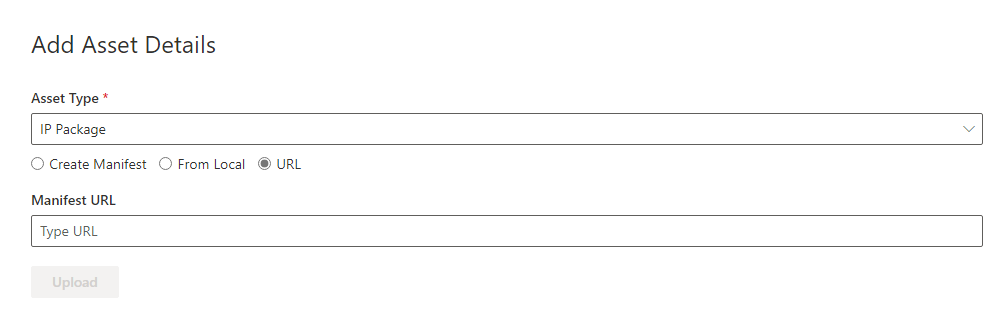 Add Asset Details
Asset Type *
IP Package
Create Manifest From Local URL
Manifest URL
Type URL
Upload